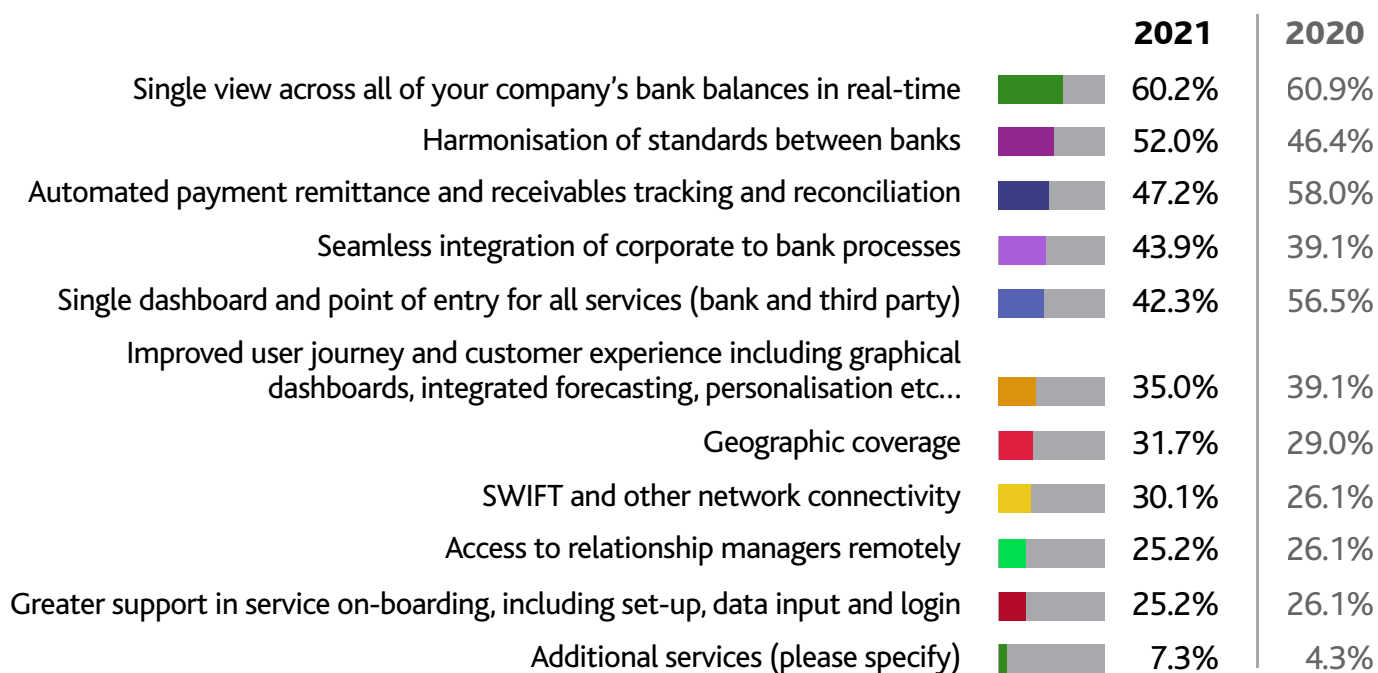 2021 2020
Single view across all of your company’s bank balances in real-time 60.2% 60.9%
Harmonisation of standards between banks 52.0% 46.4%
Automated payment remittance and receivables tracking and reconciliation 47.2% 58.0%
Seamless integration of corporate to bank processes 43.9% 39.1%
Single dashboard and point of entry for all services (bank and third party) 42.3% 56.5%
Improved user journey and customer experience including graphical
dashboards, integrated forecasting, personalisation etc... 35.0% 39.1%
Geographic coverage 31.7% 29.0%
SWIFT and other network connectivity 30.1% 26.1%
Access to relationship managers remotely 25.2% 26.1%
Greater support in service on-boarding, including set-up, data input and login 25.2% 26.1%
Additional services (please specify) 7.3% 4.3%